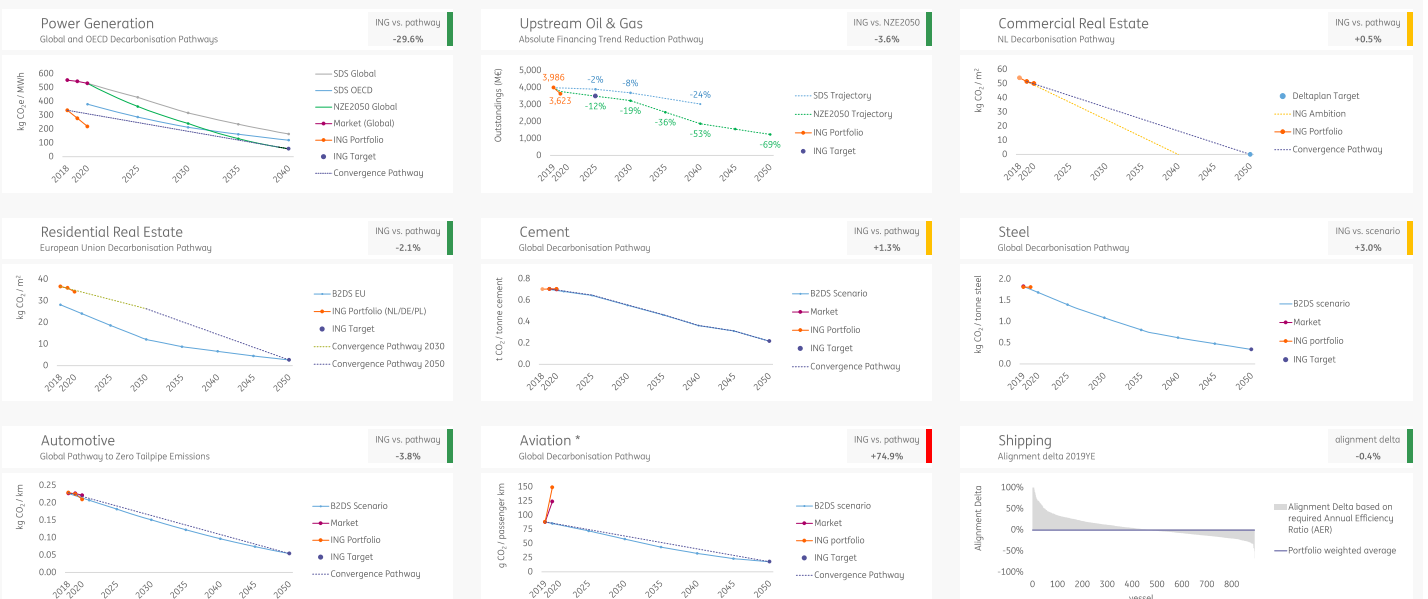 Power Generation
Global and OECD Decarbonisation Pathways
ING vs. pathway
-29.6%
kg CO₂e / MWh
600
500
400
300
200
100
0
2018
2020
2025
2030
2035
2040
SDS Global
SDS OECD
NZE2050 Global
Market (Global)
ING Portfolio
ING Target
Convergence Pathway
Upstream Oil & Gas
Absolute Financing Trend Reduction Pathway
ING vs. NZE2050
-3.6%
Outstandings (M€)
5,000
4,000
3,000
2,000
1,000
0
3,986
3,623
-2%
-8%
-24%
-12%
-19%
-36%
-53%
-69%
2019
2020
2025
2030
2035
2040
2045
2050
SDS Trajectory
NZE2050 Trajectory
ING Portfolio
ING Target
Commercial Real Estate
NL Decarbonisation Pathway
ING vs. pathway
+0.5%
kg CO₂ / m²
60
50
40
30
20
10
0
2018
2020
2025
2030
2035
2040
2050
Deltaplan Target
ING Ambition
ING Portfolio
Convergence Pathway
Residential Real Estate
European Union Decarbonisation Pathway
ING vs. pathway
-2.1%
kg CO₂ / m²
40
30
20
10
0
2018
2020
2025
2030
2035
2040
2045
2050
B2DS EU
ING Portfolio (NL/DE/PL)
ING Target
Convergence Pathway 2030
Convergence Pathway 2050
Cement
Global Decarbonisation Pathway
ING vs. pathway
+1.3%
t CO₂ / tonne cement
0.8
0.6
0.4
0.2
0.0
2018
2020
2025
2030
2035
2040
2045
2050
B2DS Scenario
Market
ING Portfolio
ING Target
Convergence Pathway
Steel
Global Decarbonisation Pathway
ING vs. scenario
+3.0%
kg CO₂ / tonne steel
2.0
1.5
1.0
0.5
0.0
2019
2020
2025
2030
2035
2040
2045
2050
B2DS scenario
Market
ING portfolio
ING Target
Automotive
Global Pathway to Zero Tailpipe Emissions
ING vs. pathway
-3.8%
kg CO₂ / km
0.25
0.20
0.15
0.10
0.05
0.00
2018
2020
2025
2030
2035
2040
2045
2050
B2DS Scenario
Market
ING Portfolio
ING Target
Convergence Pathway
Aviation *
Global Decarbonisation Pathway
ING vs. pathway
+74.9%
g CO₂ / passenger km
150
125
100
75
50
25
0
2019
2020
2025
2030
2035
2040
2045
2050
B2DS scenario
Market
ING portfolio
ING Target
Convergence Pathway
Shipping
Alignment delta 2019YE
alignment delta
-0.4%
Alignment Delta
100%
50%
0%
-50%
-100%
0
100
200
300
400
500
600
700
800
vessel
Alignment Delta based on
required Annual Efficiency
Ratio (AER)
Portfolio weighted average